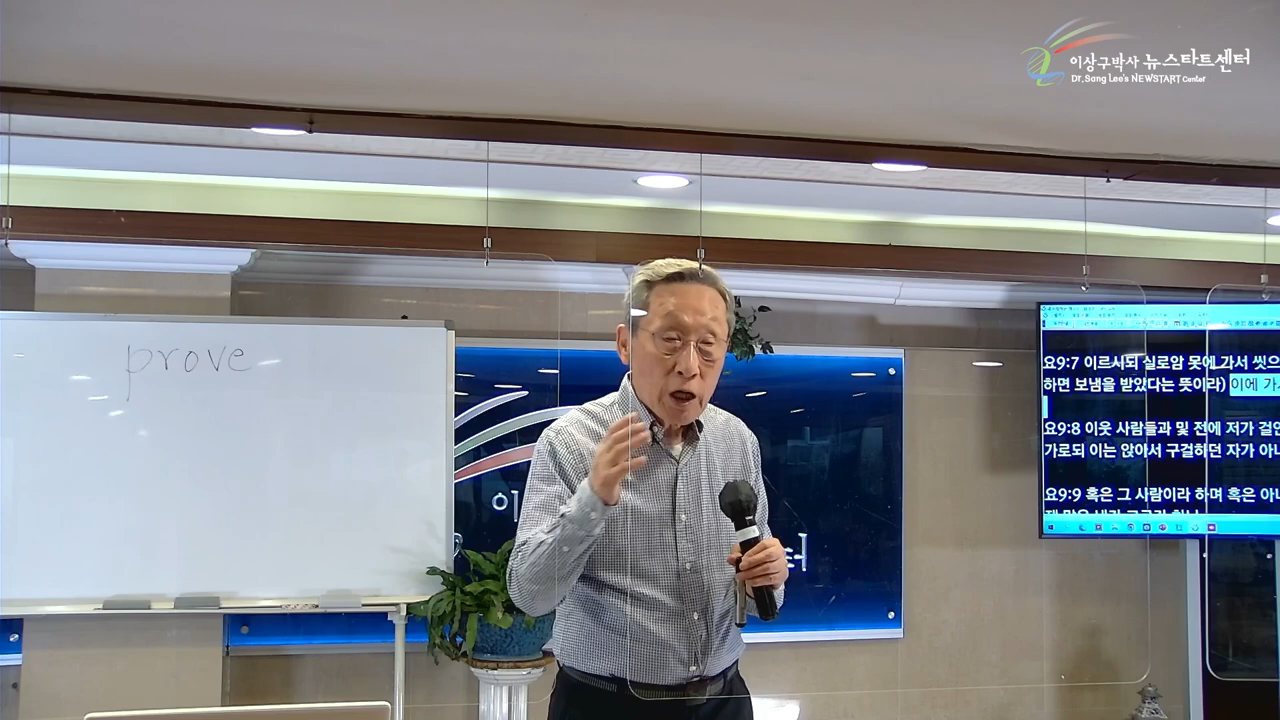 이상구박사 뉴스타트센터
Dr. Sang Lee's NEWSTART Center
prove
요9:7 이르시되 실로암 못에 가서 씻으
하면 보냄을 받았다는 뜻이라) 이에 가
요9:8 이웃 사람들과 및 전에 저가 걸인
가로되 이는 앉아서 구걸하던 자가 아니
요9:9 혹은 그 사람이라 하며 혹은 아니
이
터